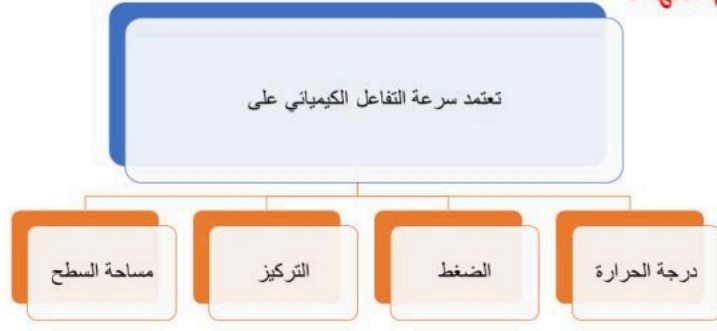 تعتمد سرعة التفاعل الكيميائي على
درجة الحرارة
الضغط
التركيز
مساحة السطح